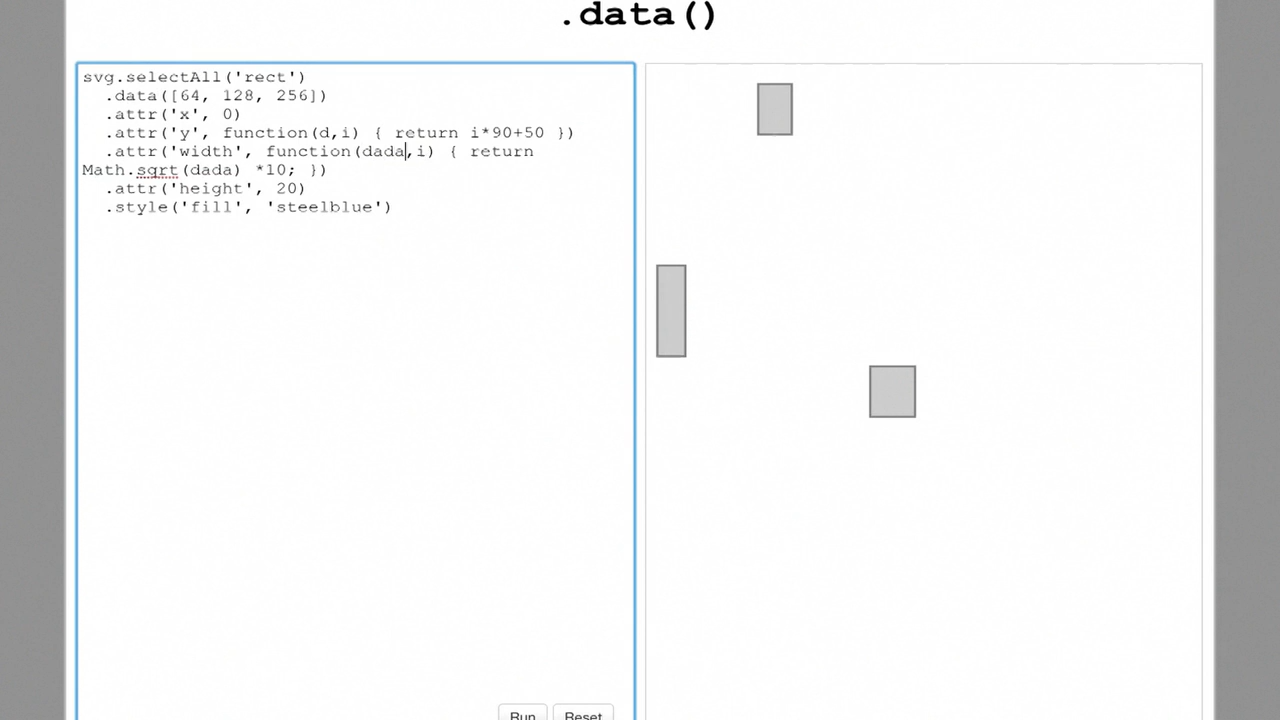 .data()
svg.selectAll('rect')
.data([64, 128, 256])
.attr('x', 0)
.attr('y', function(d,i) { return i*90+50 })
.attr('width', function(dada,i) { return
Math.sqrt(dada) *10; })
.attr('height', 20)
.style('fill', 'steelblue')
Run Reset